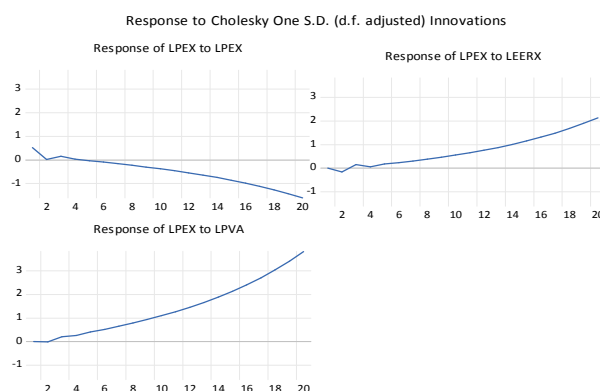 Response to Cholesky One S.D. (d.f. adjusted) Innovations
Response of LPEX to LPEX
3
2
1
0
-1
2 4 6 8 10 12 14 16 18 20
Response of LPEX to LEERX
3
2
1
0
-1
2 4 6 8 10 12 14 16 18 20
Response of LPEX to LPVA
3
2
1
0
-1
2 4 6 8 10 12 14 16 18 20